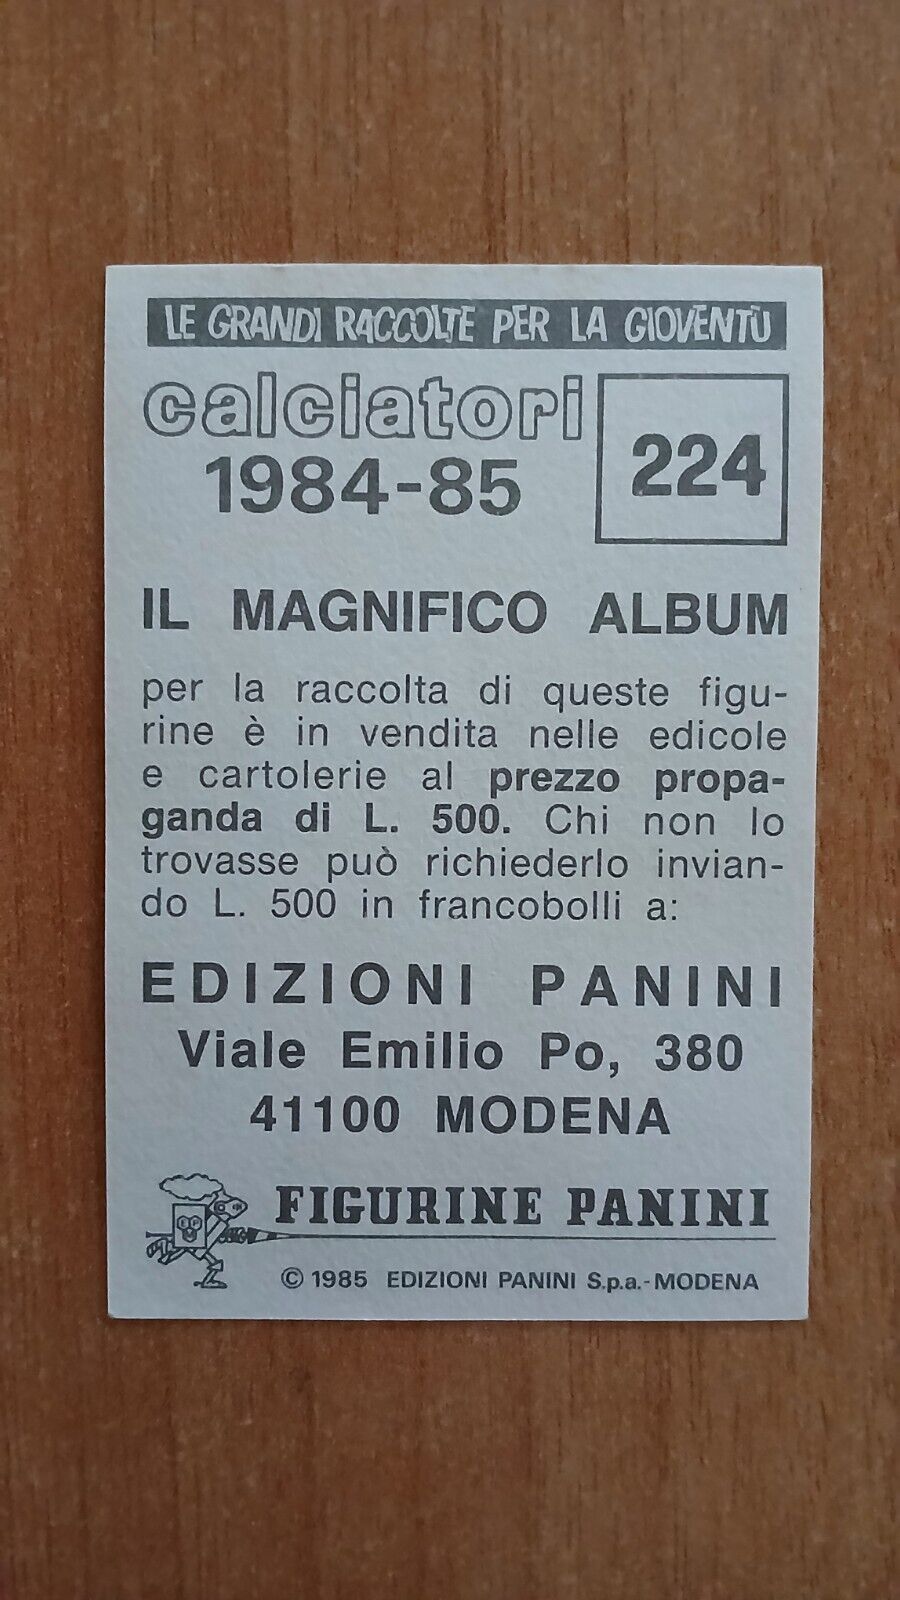 LE GRANDI RACCOLTE PER LA GIOVENTÙ
calciatori
1984-85
224
IL MAGNIFICO ALBUM
per la raccolta di queste figu-
rine è in vendita nelle edicole
e cartolerie al prezzo propa-
ganda di L. 500. Chi non lo
trovasse può richiederlo invian-
do L. 500 in francobolli a:
EDIZIONI PANINI
Viale Emilio Po, 380
41100 MODENA
FIGURINE PANINI
© 1985 EDIZIONI PANINI S.p.a.-MODENA